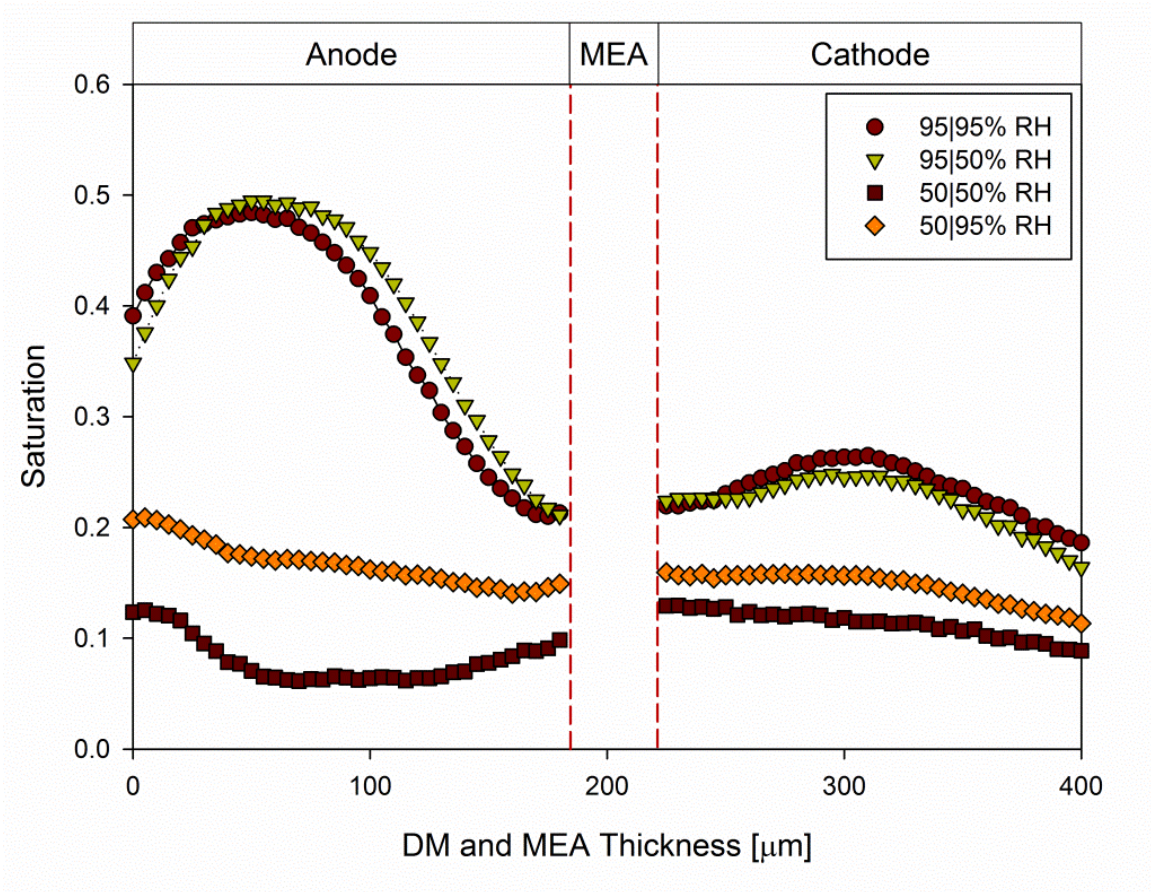 Anode MEA Cathode
0.6
0.5
0.4
0.3
0.2
0.1
0.0
Saturation
95|95% RH
95|50% RH
50|50% RH
50|95% RH
0 100 200 300 400
DM and MEA Thickness [μm]